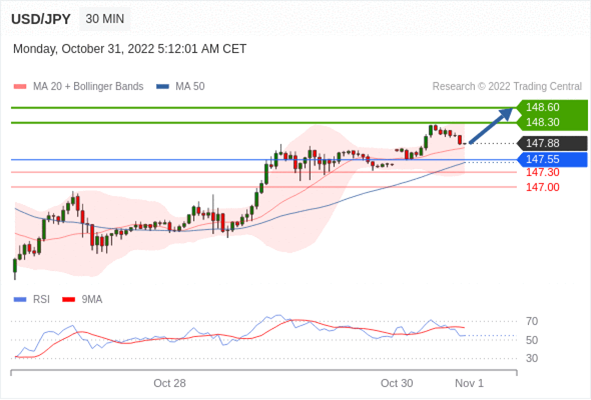 USD/JPY 30 MIN
Monday, October 31, 2022 5:12:01 AM CET
MA 20 + Bollinger Bands MA 50 Research © 2022 Trading Central
148.60
148.30
147.88
147.55
147.30
147.00
RSI 9MA
70
50
30
Oct 28 Oct 30 Nov 1